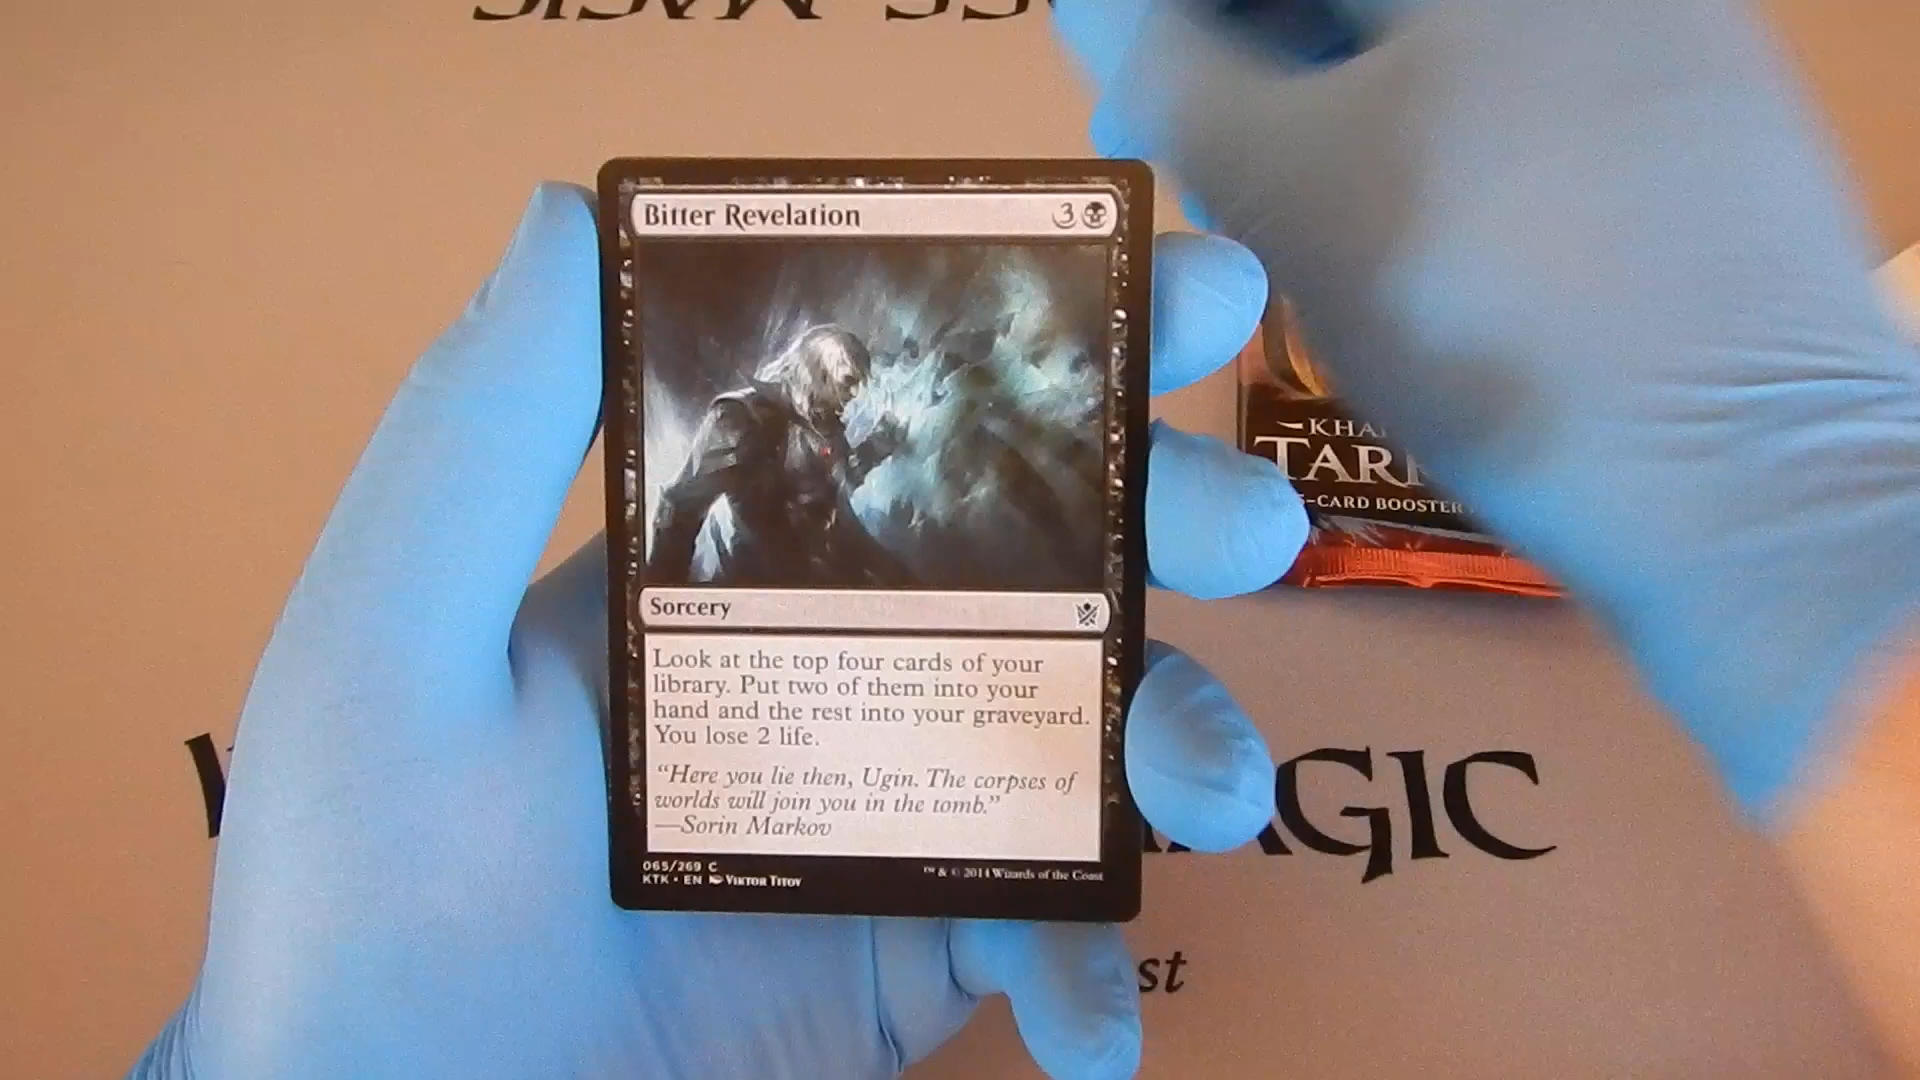 Bitter Revelation 3
Sorcery
Look at the top four cards of your
library. Put two of them into your
hand and the rest into your graveyard.
You lose 2 life.
“Here you lie then, Ugin. The corpses of
worlds will join you in the tomb.”
—Sorin Markov
065/269 C
KTK • EN Viktor Titov
™ & © 2014 Wizards of the Coast
-CARD BOOSTER
MAGIC